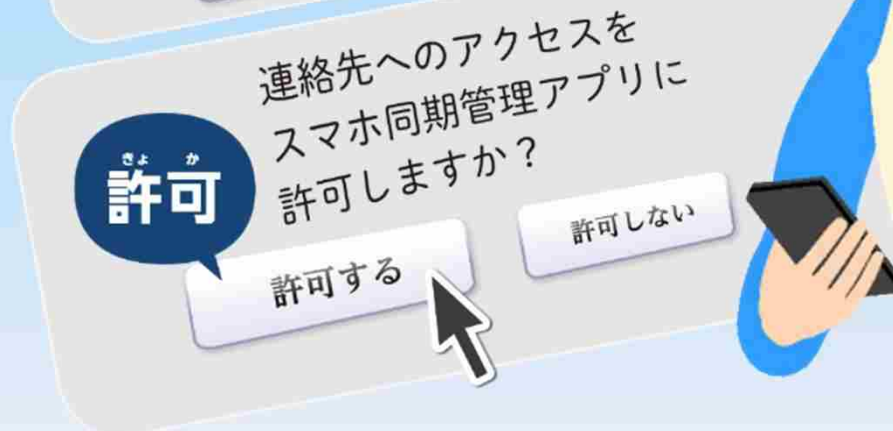 連絡先へのアクセスを
スマホ同期管理アプリに
許可しますか？
きょか
許可
許可する
許可しない